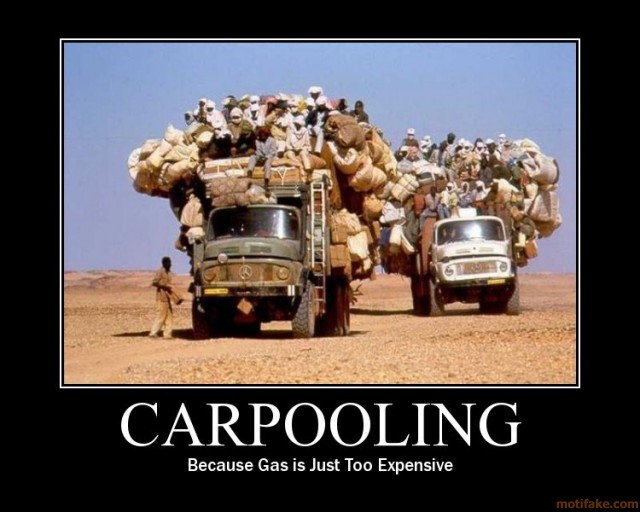 CARPOOLING
Because Gas is Just Too Expensive
motifake.com